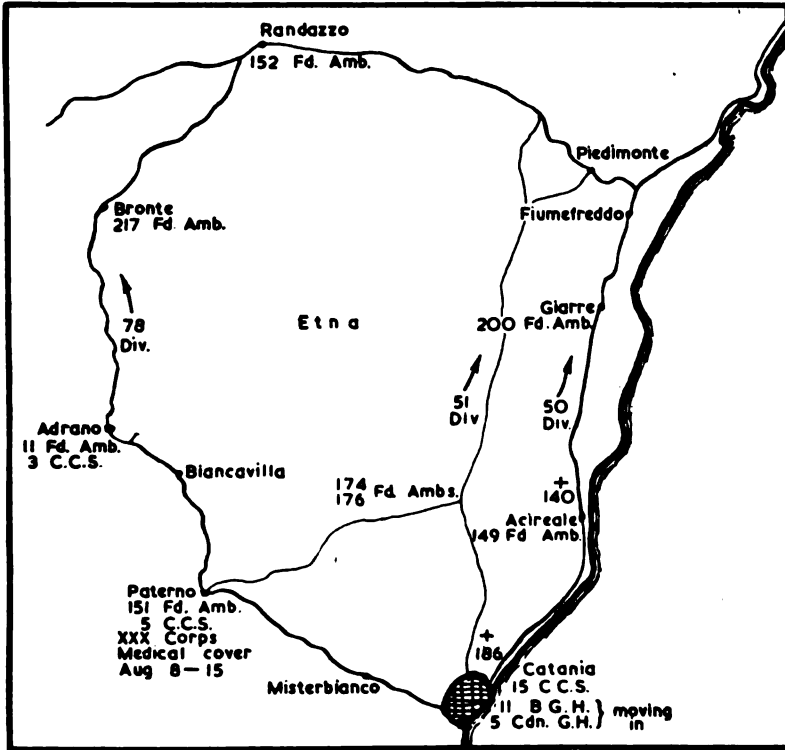 Randazzo
152 Fd. Amb.
Piedimonte
Bronte
217 Fd. Amb.
Fiumefreddo
78
Div.
Etna
Giarre
200 Fd. Amb.
51
Div
50
Div.
Adrano
11 Fd. Amb.
3 C.C.S.
Biancavilla
174
176 Fd. Ambs.
+
140
Acireale
149 Fd Amb.
Paterno
151 Fd. Amb.
5 C.C.S.
XXX Corps
Medical cover
Aug 8-15
+
186
Misterbianco
Catania
15 C C.S.
11 B G.H. } moving
5 Cdn. G.H. } in